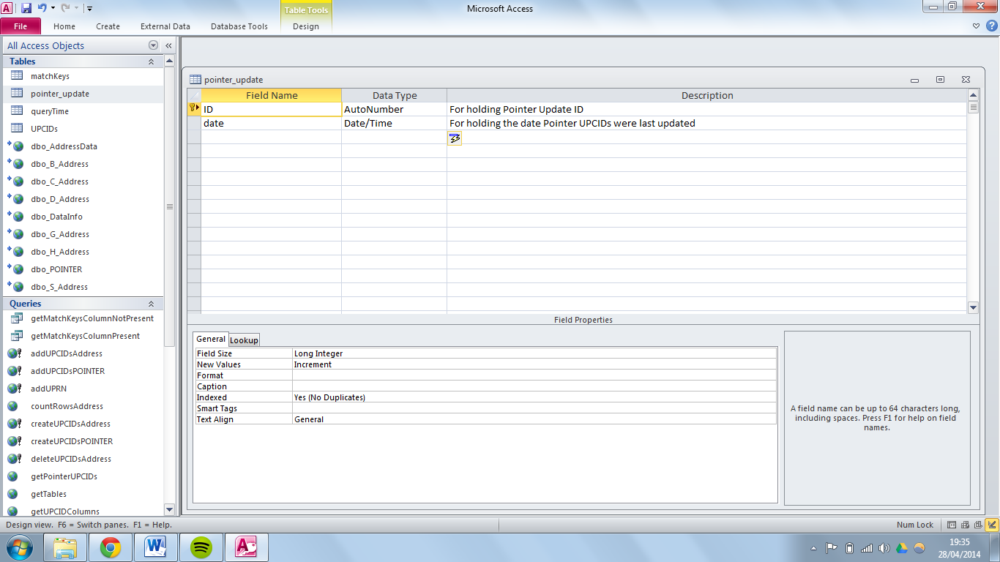 Microsoft Access
Table Tools
File Home Create External Data Database Tools Design
All Access Objects
Tables
matchKeys
pointer_update
queryTime
UPCIDs
dbo_AddressData
dbo_B_Address
dbo_C_Address
dbo_D_Address
dbo_DataInfo
dbo_G_Address
dbo_H_Address
dbo_POINTER
dbo_S_Address
Queries
getMatchKeysColumnNotPresent
getMatchKeysColumnPresent
addUPCIDsAddress
addUPCIDsPOINTER
addUPRN
countRowsAddress
createUPCIDsAddress
createUPCIDsPOINTER
deleteUPCIDsAddress
getPointerUPCIDs
getTables
getUPCIDColumns
pointer_update
Field Name Data Type Description
ID AutoNumber For holding Pointer Update ID
date Date/Time For holding the date Pointer UPCIDs were last updated
Field Properties
General Lookup
Field Size Long Integer
New Values Increment
Format
Caption
Indexed Yes (No Duplicates)
Smart Tags
Text Align General
A field name can be up to 64 characters long,
including spaces. Press F1 for help on field
names.
Design view. F6 = Switch panes. F1 = Help.
Num Lock
19:35
28/04/2014